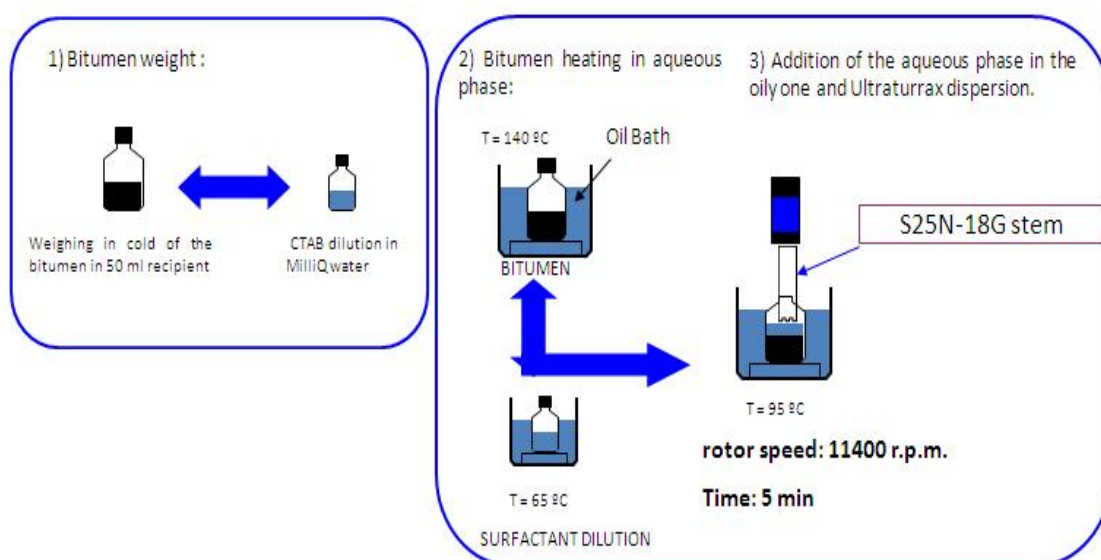 1) Bitumen weight :
Weighing in cold of the
bitumen in 50 ml recipient
CTAB dilution in
MilliQ water
2) Bitumen heating in aqueous
phase:
T = 140 ºC
Oil Bath
BITUMEN
T = 65 ºC
SURFACTANT DILUTION
3) Addition of the aqueous phase in the
oily one and Ultraturrax dispersion.
S25N-18G stem
T = 95 ºC
rotor speed: 11400 r.p.m.
Time: 5 min